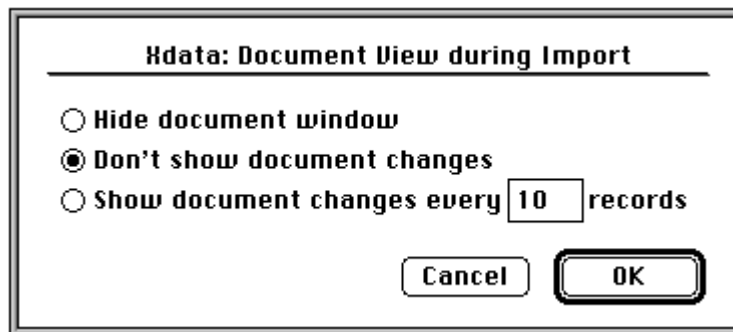 Xdata: Document View during Import
Hide document window
Don't show document changes
Show document changes every 10 records
Cancel OK